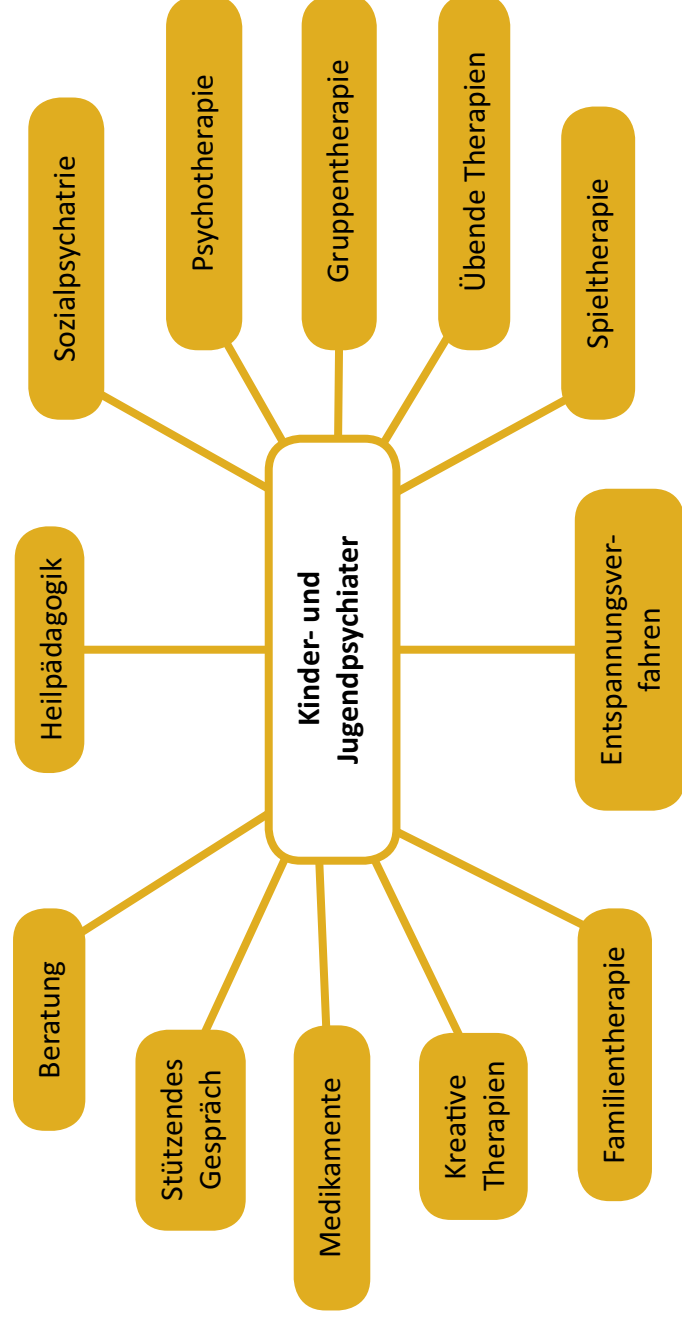 Beratung
Heilpädagogik
Sozialpsychatrie
Stützendes
Gespräch
Psychotherapie
Medikamente
Kinder- und
Jugendpsychiater
Gruppentherapie
Kreative
Therapien
Übende Therapien
Familientherapie
Entspannungsver-
fahren
Spieltherapie